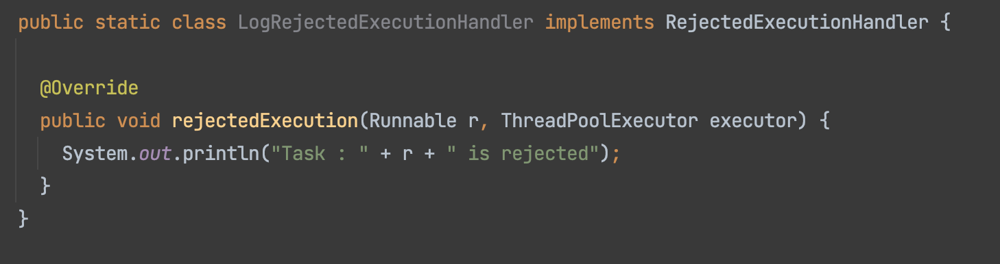 public static class LogRejectedExecutionHandler implements RejectedExecutionHandler {
@Override
public void rejectedExecution(Runnable r, ThreadPoolExecutor executor) {
System.out.println("Task : " + r + " is rejected");
}
}